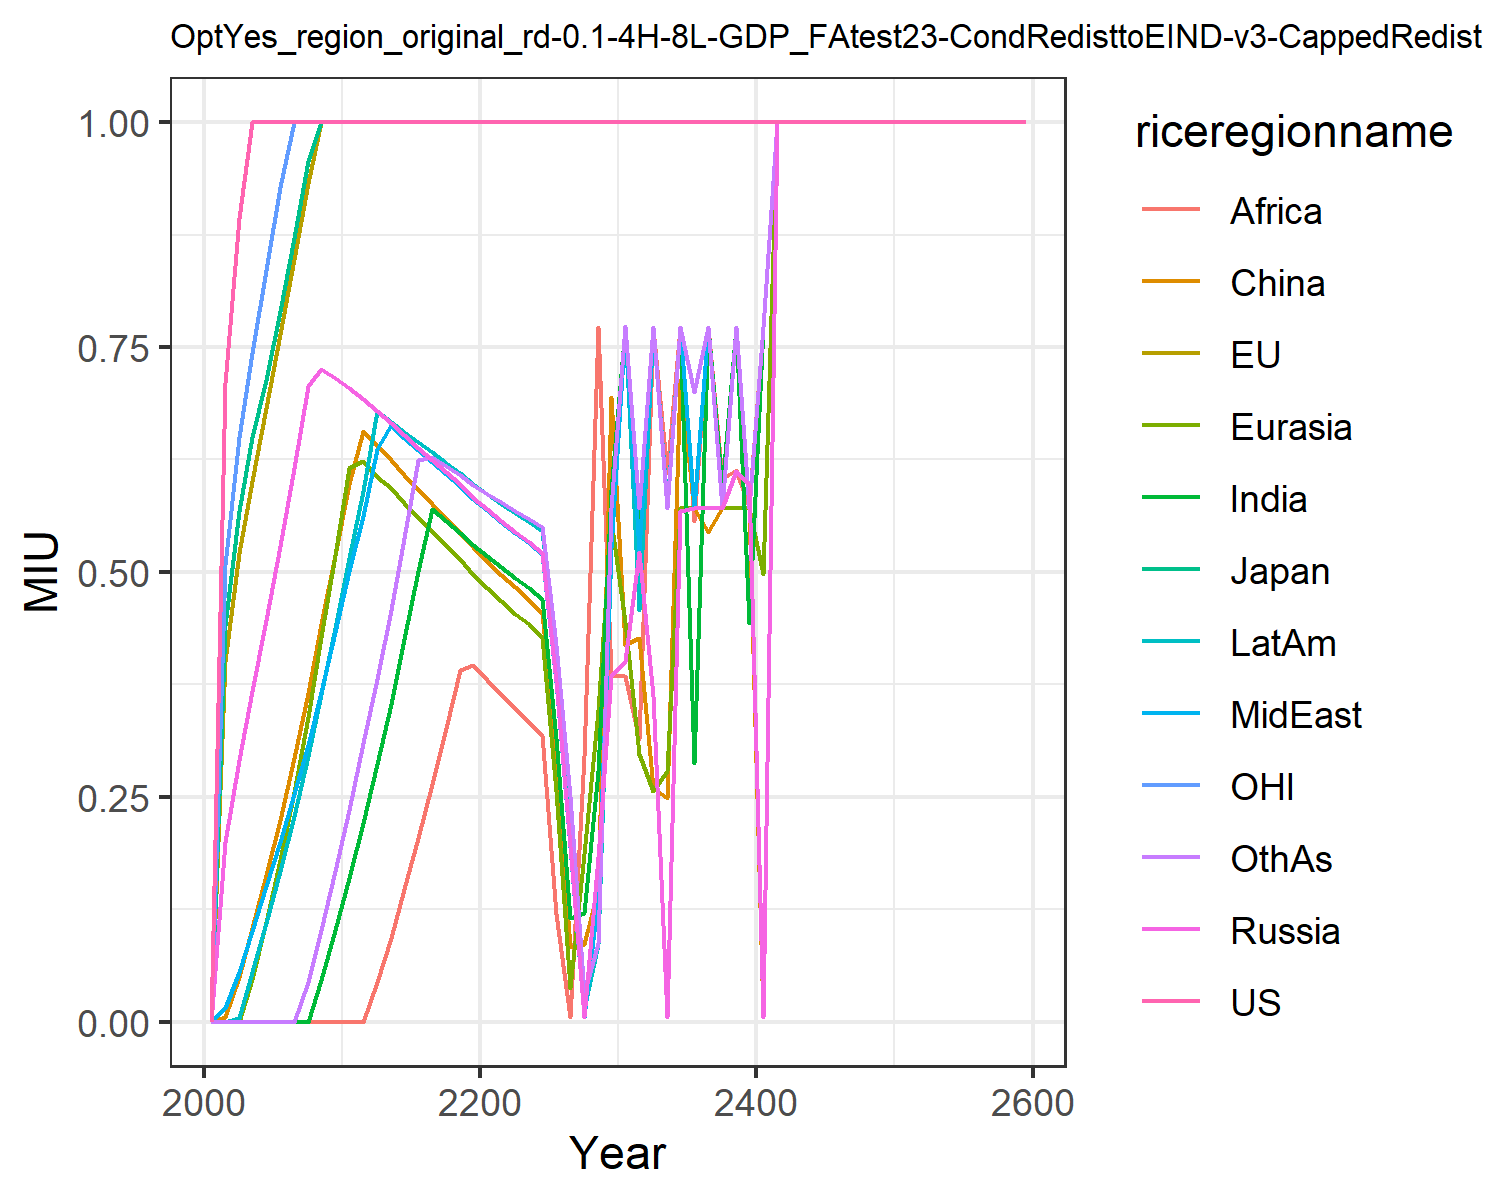 OptYes_region_original_rd-0.1-4H-8L-GDP_FAtest23-CondRedisttoEIND-v3-CappedRedist
1.00
0.75
0.50
0.25
0.00
MIU
2000
2200
2400
2600
Year
riceregionname
Africa
China
EU
Eurasia
India
Japan
LatAm
MidEast
OHI
OthAs
Russia
US